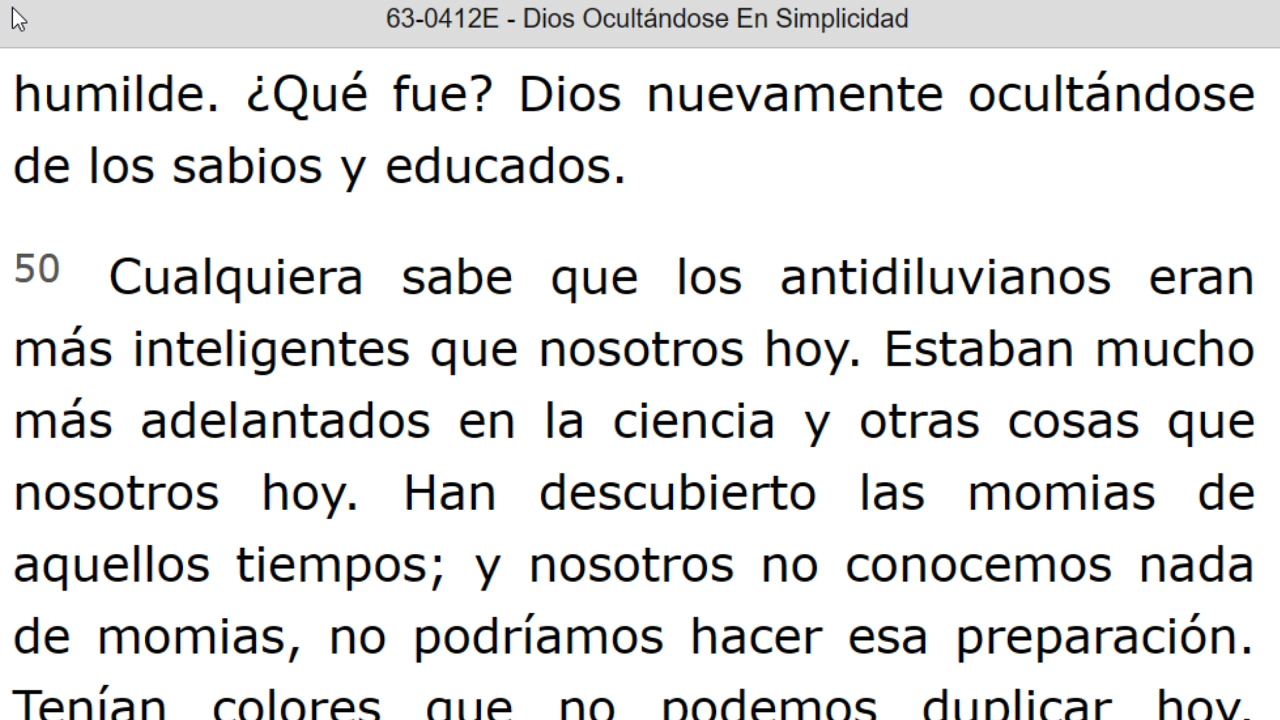 63-0412E - Dios Ocultándose En Simplicidad
humilde. ¿Qué fue? Dios nuevamente ocultándose
de los sabios y educados.
50 Cualquiera sabe que los antidiluvianos eran
más inteligentes que nosotros hoy. Estaban mucho
más adelantados en la ciencia y otras cosas que
nosotros hoy. Han descubierto las momias de
aquellos tiempos; y nosotros no conocemos nada
de momias, no podríamos hacer esa preparación.
Tenían colores que no podemos duplicar hoy.